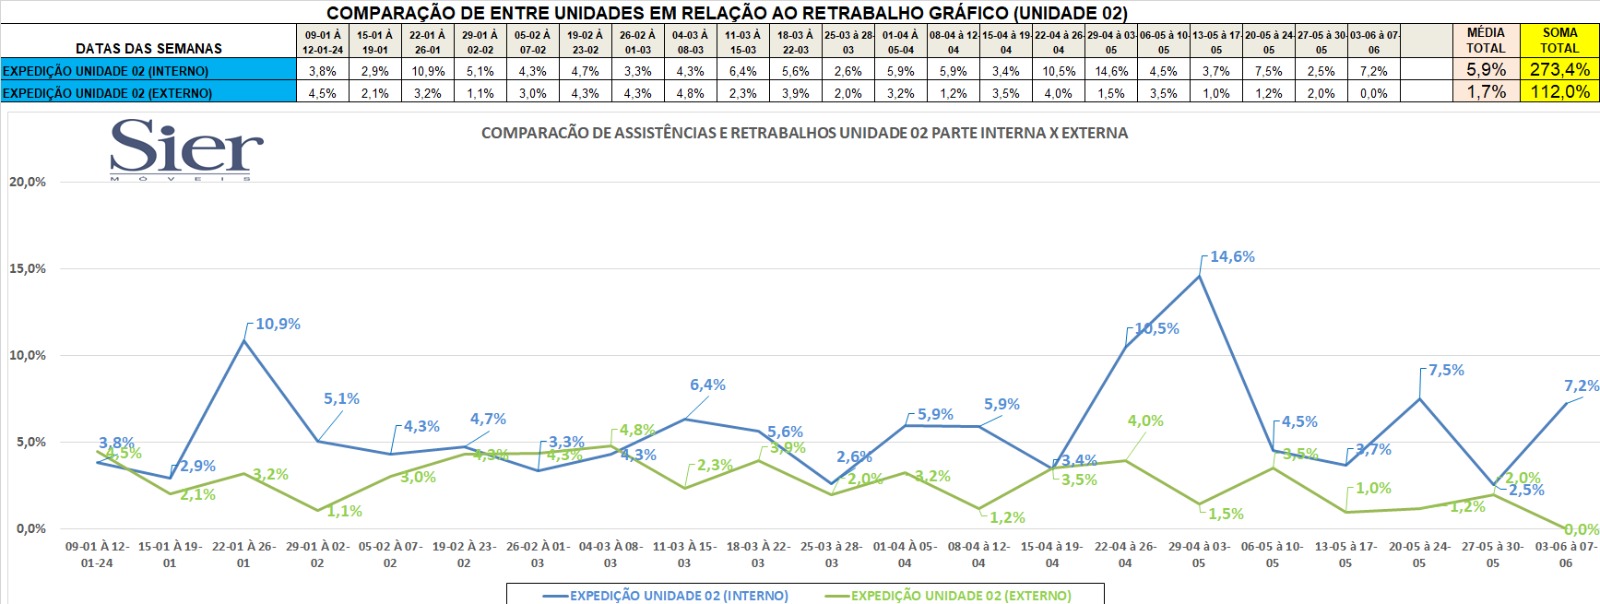 COMPARAÇÃO DE ENTRE UNIDADES EM RELAÇÃO AO RETRABALHO GRÁFICO (UNIDADE 02)
DATAS DAS SEMANAS 09-01 À 12-01-24 15-01 À 19-01 22-01 À 26-01 29-01 À 02-02 05-02 À 07-02 19-02 À 23-02 26-02 À 01-03 04-03 À 08-03 11-03 À 15-03 18-03 À 22-03 25-03 à 28-03 01-04 à 05-04 08-04 à 12-04 15-04 à 19-04 22-04 à 26-04 29-04 à 03-05 06-05 à 10-05 13-05 à 17-05 20-05 à 24-05 27-05 à 30-05 03-06 à 07-06 MÉDIA TOTAL SOMA TOTAL
EXPEDIÇÃO UNIDADE 02 (INTERNO) 3,8% 2,9% 10,9% 5,1% 4,3% 4,7% 3,3% 4,3% 6,4% 5,6% 2,6% 5,9% 5,9% 3,4% 10,5% 14,6% 4,5% 3,7% 7,5% 2,5% 7,2% 5,9% 273,4%
EXPEDIÇÃO UNIDADE 02 (EXTERNO) 4,5% 2,1% 3,2% 1,1% 3,0% 4,3% 4,3% 4,8% 2,3% 3,9% 2,0% 3,2% 1,2% 3,5% 4,0% 1,5% 3,5% 1,0% 1,2% 2,0% 0,0% 1,7% 112,0%
Sier
MÓVEIS
COMPARACÃO DE ASSISTÊNCIAS E RETRABALHOS UNIDADE 02 PARTE INTERNA X EXTERNA
20,0%
15,0%
10,0%
5,0%
0,0%
3,8% 2,9% 10,9% 5,1% 4,3% 4,7% 3,3% 4,3% 6,4% 5,6% 2,6% 5,9% 5,9% 3,4% 10,5% 14,6% 4,5% 3,7% 7,5% 2,5% 7,2%
4,5% 2,1% 3,2% 1,1% 3,0% 4,3% 4,3% 4,8% 2,3% 3,9% 2,0% 3,2% 1,2% 3,5% 4,0% 1,5% 3,5% 1,0% 1,2% 2,0% 0,0%
09-01 À 12- 15-01 À 19- 22-01 À 26- 29-01 À 02- 05-02 À 07- 19-02 À 23- 26-02 À 01- 04-03 À 08- 11-03 À 15- 18-03 À 22- 25-03 à 28- 01-04 à 05- 08-04 à 12- 15-04 à 19- 22-04 à 26- 29-04 à 03- 06-05 à 10- 13-05 à 17- 20-05 à 24- 27-05 à 30- 03-06 à 07-
01-24 01 01 02 02 02 03 03 03 03 03 04 04 04 04 05 05 05 05 05 06
EXPEDIÇÃO UNIDADE 02 (INTERNO) EXPEDIÇÃO UNIDADE 02 (EXTERNO)